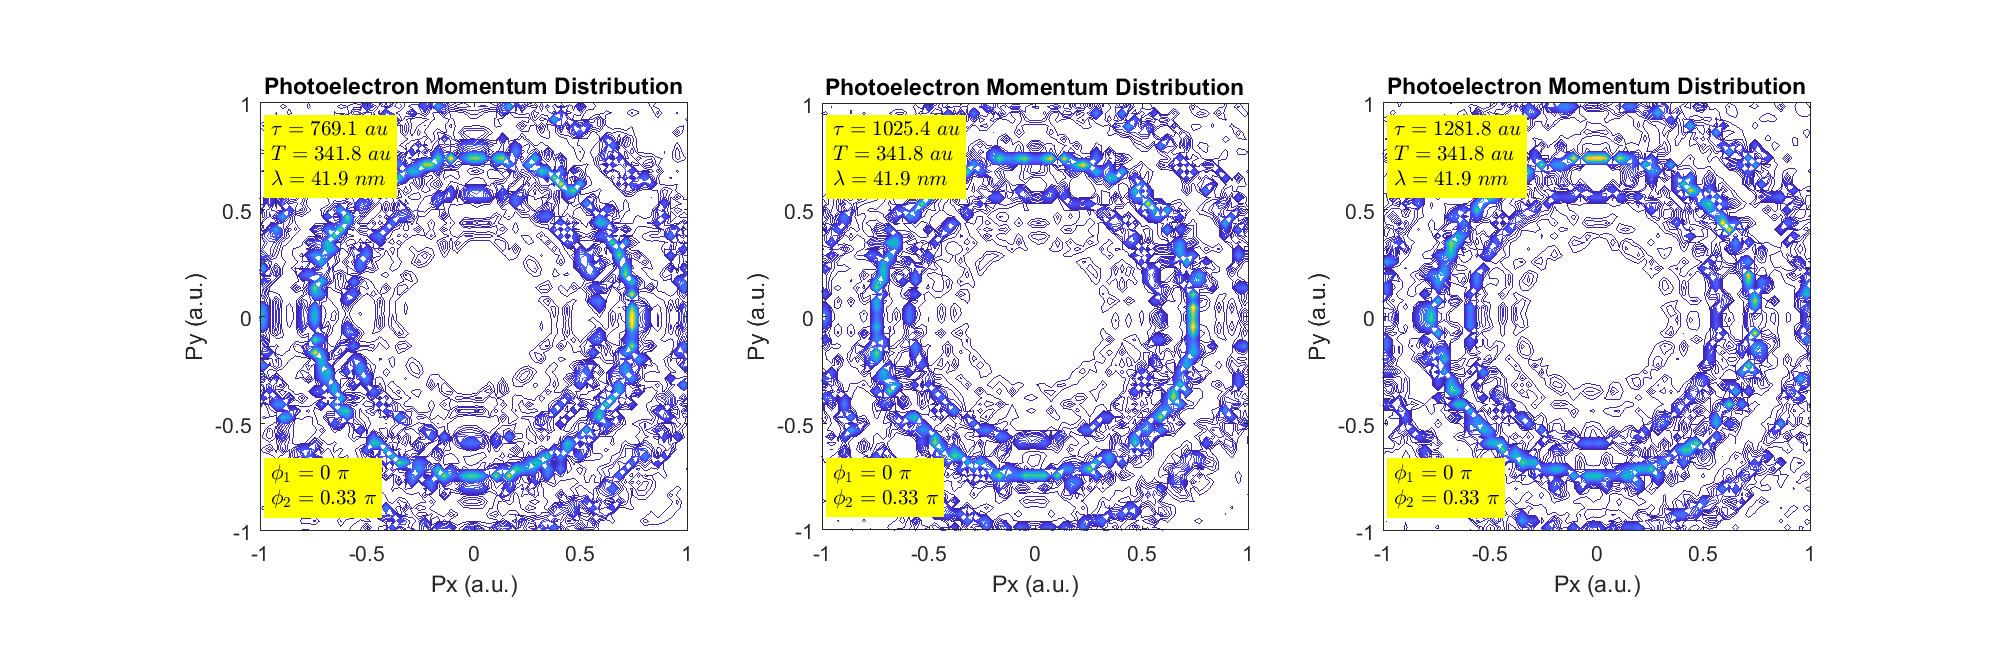 Photoelectron Momentum Distribution
τ = 769.1 au
T = 341.8 au
λ = 41.9 nm
ϕ₁ = 0 π
ϕ₂ = 0.33 π
1
0.5
0
-0.5
-1
-1 -0.5 0 0.5 1
Px (a.u.)
Py (a.u.)
Photoelectron Momentum Distribution
τ = 1025.4 au
T = 341.8 au
λ = 41.9 nm
ϕ₁ = 0 π
ϕ₂ = 0.33 π
1
0.5
0
-0.5
-1
-1 -0.5 0 0.5 1
Px (a.u.)
Py (a.u.)
Photoelectron Momentum Distribution
τ = 1281.8 au
T = 341.8 au
λ = 41.9 nm
ϕ₁ = 0 π
ϕ₂ = 0.33 π
1
0.5
0
-0.5
-1
-1 -0.5 0 0.5 1
Px (a.u.)
Py (a.u.)